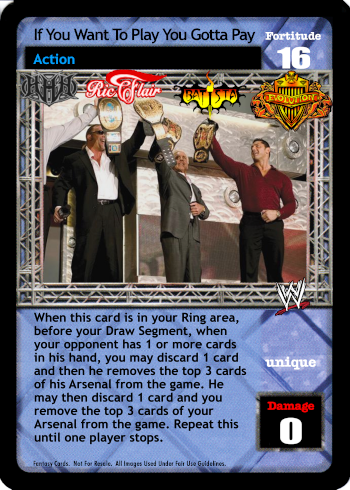 If You Want To Play You Gotta Pay
Fortitude
16
Action
HHH
Ric Flair
BATISTA
EVOLUTION
W
When this card is in your Ring area,
before your Draw Segment, when
your opponent has 1 or more cards
in his hand, you may discard 1 card
and then he removes the top 3 cards
of his Arsenal from the game. He
may then discard 1 card and you
remove the top 3 cards of your
Arsenal from the game. Repeat this
until one player stops.
unique
Damage
0
Fantasy Cards. Not For Resale. All Images Used Under Fair Use Guidelines.